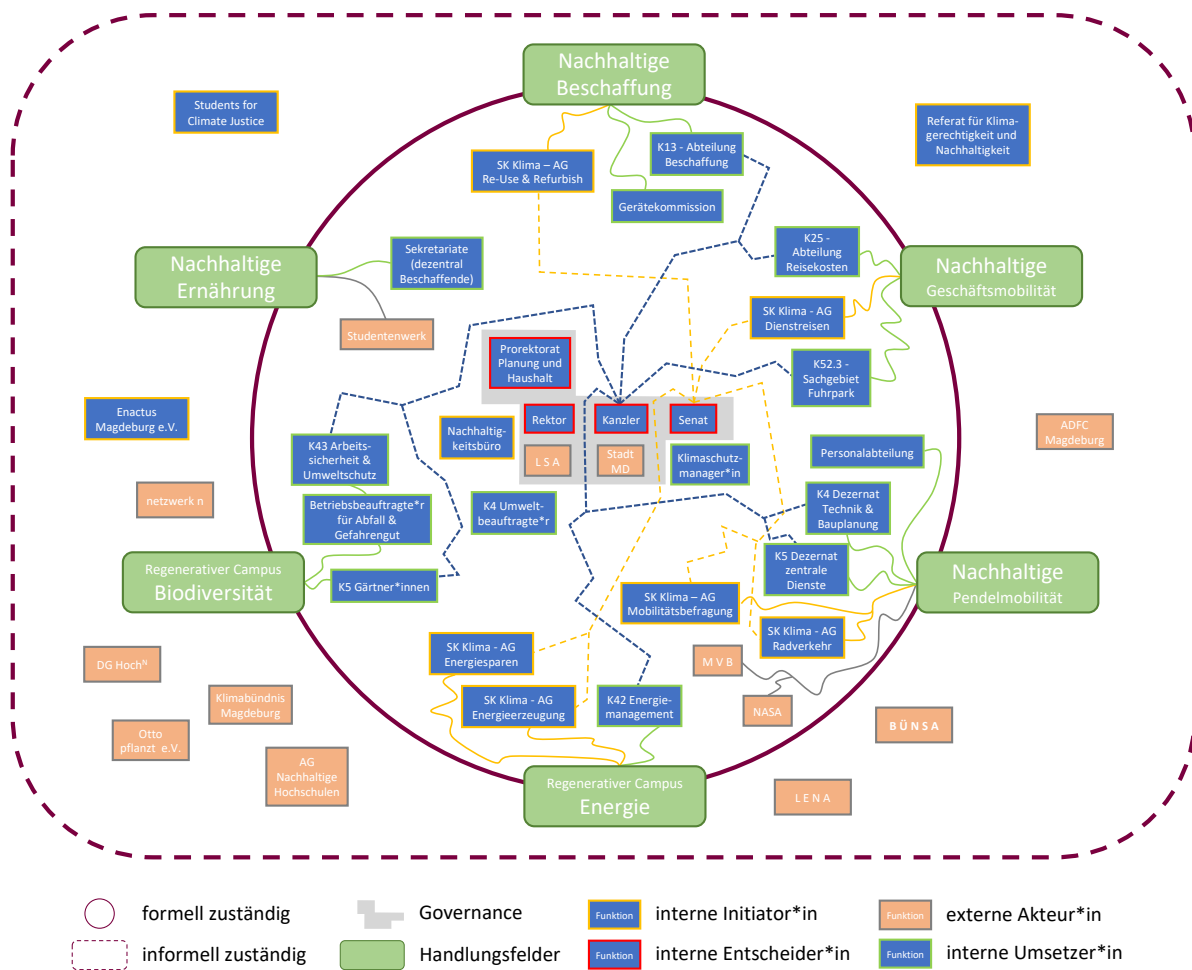 Nachhaltige
Beschaffung
Students for
Climate Justice
Referat für Klima-
gerechtigkeit und
Nachhaltigkeit
K13 - Abteilung
Beschaffung
SK Klima – AG
Re-Use & Refurbish
Gerätekommission
K25 -
Abteilung
Reisekosten
Sekretariate
(dezentral
Beschaffende)
Nachhaltige
Ernährung
Nachhaltige
Geschäftsmobilität
SK Klima - AG
Dienstreisen
Studentenwerk
Prorektorat
Planung und
Haushalt
K52.3 -
Sachgebiet
Fuhrpark
Enactus
Magdeburg e.V.
Rektor
Kanzler
Senat
Nachhaltig-
keitsbüro
ADFC
Magdeburg
K43 Arbeits-
sicherheit &
Umweltschutz
L S A
Stadt
MD
Klimaschutz-
manager*in
Personalabteilung
netzwerk n
Betriebsbeauftragte*r
für Abfall &
Gefahrengut
K4 Umwelt-
beauftragte*r
K4 Dezernat
Technik &
Bauplanung
Regenerativer Campus
Biodiversität
K5 Gärtner*innen
K5 Dezernat
zentrale
Dienste
Nachhaltige
Pendelmobilität
SK Klima – AG
Mobilitätsbefragung
SK Klima - AG
Radverkehr
SK Klima - AG
Energiesparen
M V B
DG Hochᴺ
Klimabündnis
Magdeburg
SK Klima - AG
Energieerzeugung
K42 Energie-
management
NASA
B Ü N S A
Otto
pflanzt e.V.
AG
Nachhaltige
Hochschulen
Regenerativer Campus
Energie
L E N A
formell zuständig
Governance
Funktion
interne Initiator*in
Funktion
externe Akteur*in
informell zuständig
Handlungsfelder
Funktion
interne Entscheider*in
Funktion
interne Umsetzer*in